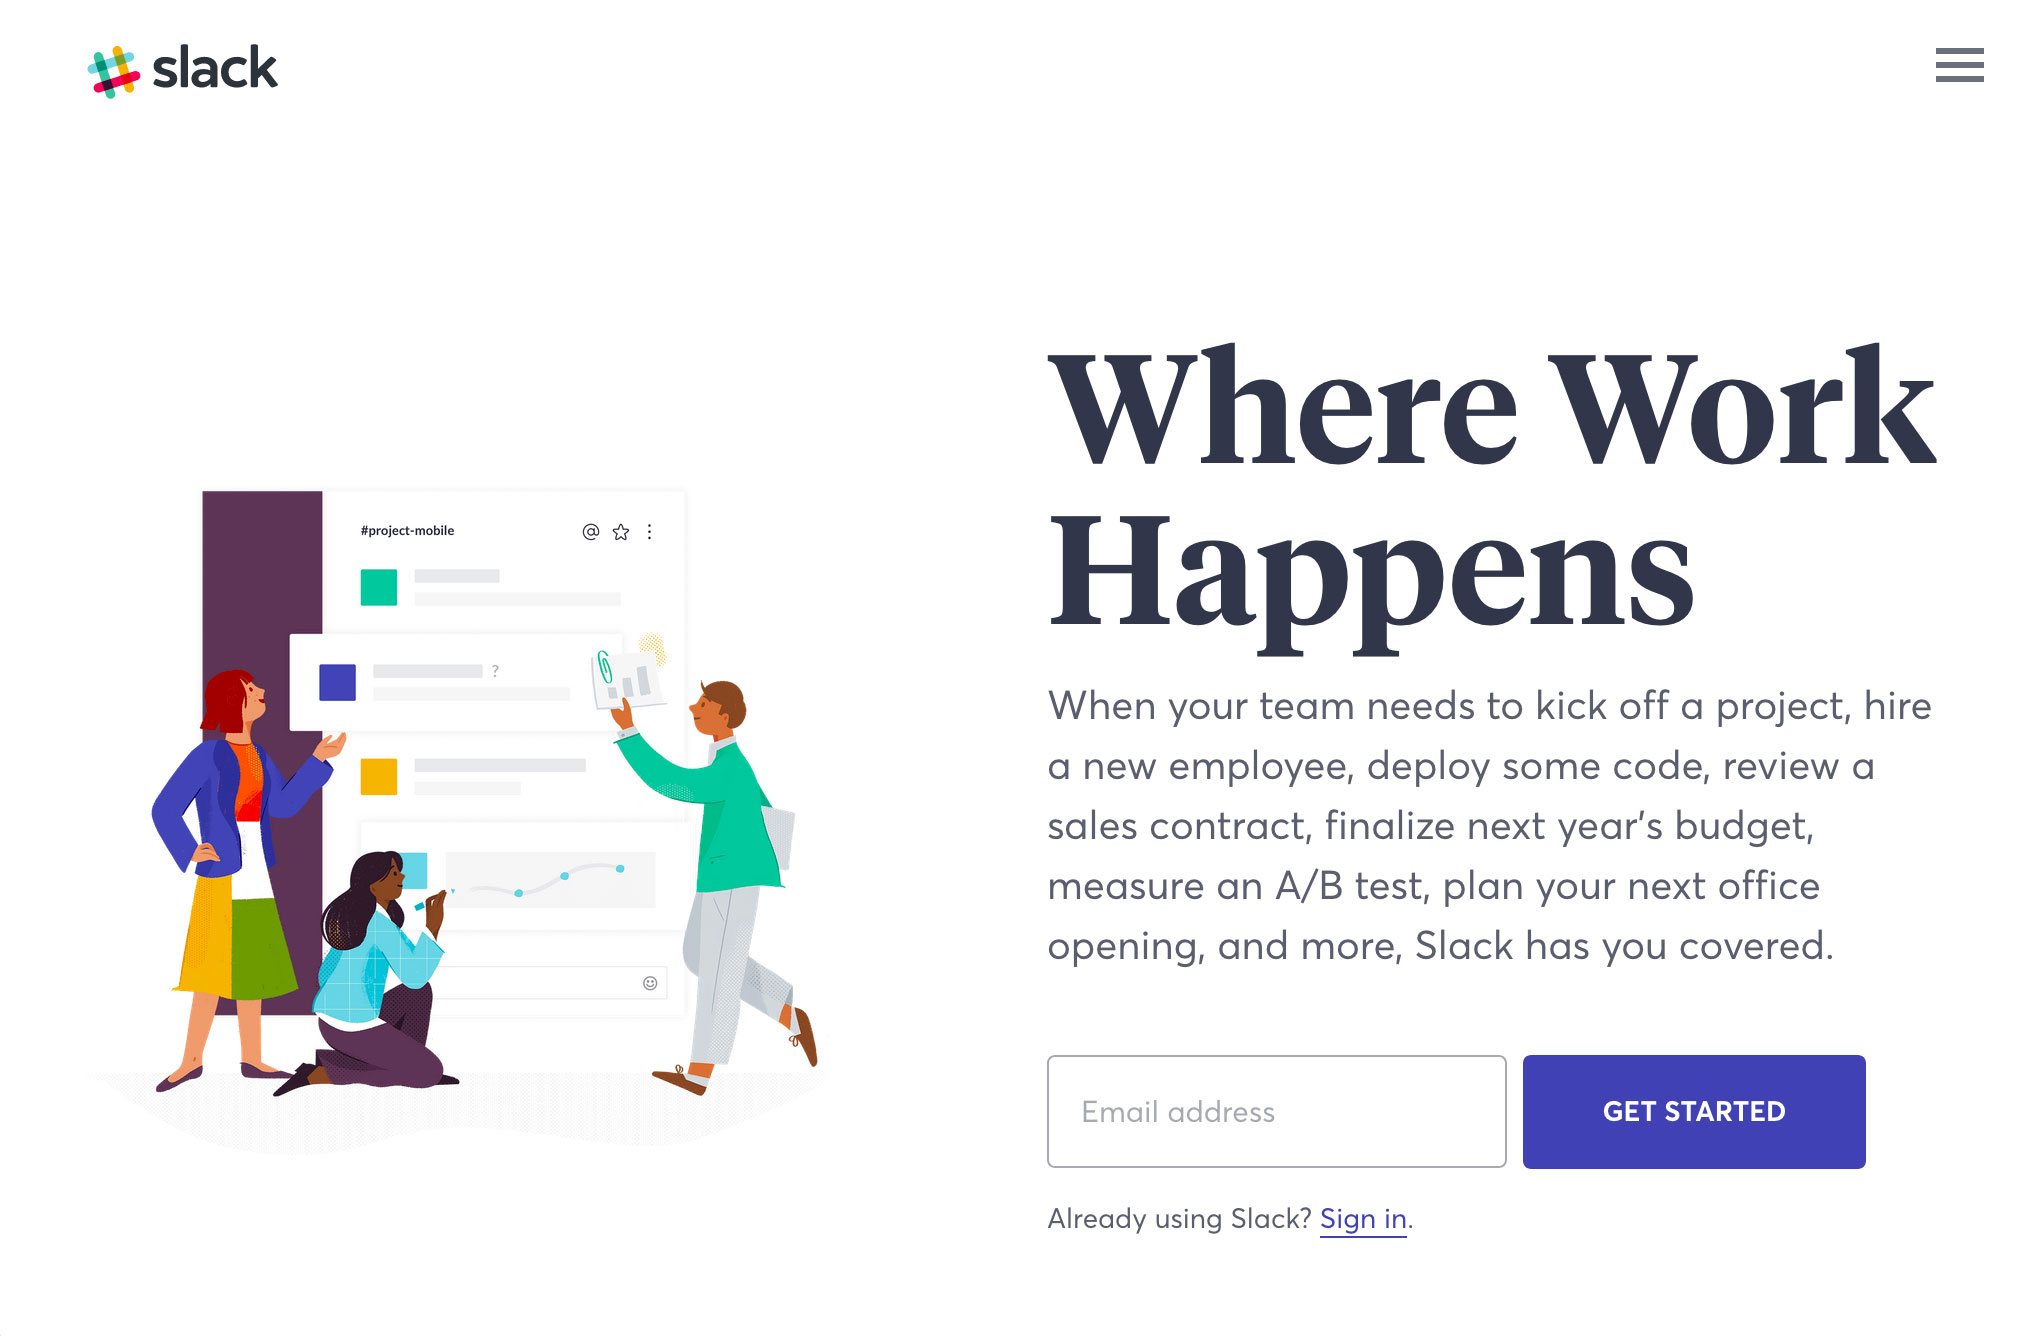 slack
Where Work
Happens
#project-mobile
?
When your team needs to kick off a project, hire
a new employee, deploy some code, review a
sales contract, finalize next year’s budget,
measure an A/B test, plan your next office
opening, and more, Slack has you covered.
Email address
GET STARTED
Already using Slack? Sign in.